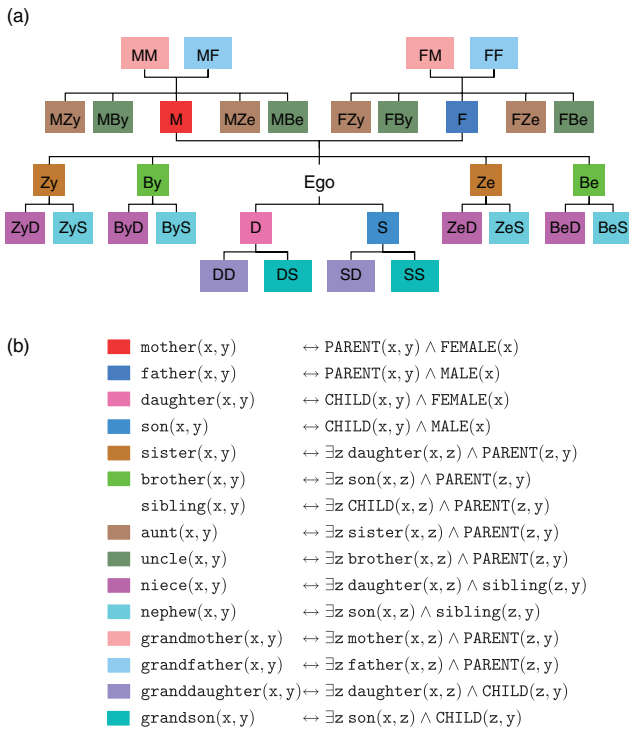 (a)
MM MF FM FF
MZy MBy M MZe MBe FZy FBy F FZe FBe
Zy By Ego Ze Be
ZyD ZyS ByD ByS D S ZeD ZeS BeD BeS
DD DS SD SS
(b)
mother(x, y) ↔ PARENT(x, y) ∧ FEMALE(x)
father(x, y) ↔ PARENT(x, y) ∧ MALE(x)
daughter(x, y) ↔ CHILD(x, y) ∧ FEMALE(x)
son(x, y) ↔ CHILD(x, y) ∧ MALE(x)
sister(x, y) ↔ ∃z daughter(x, z) ∧ PARENT(z, y)
brother(x, y) ↔ ∃z son(x, z) ∧ PARENT(z, y)
sibling(x, y) ↔ ∃z CHILD(x, z) ∧ PARENT(z, y)
aunt(x, y) ↔ ∃z sister(x, z) ∧ PARENT(z, y)
uncle(x, y) ↔ ∃z brother(x, z) ∧ PARENT(z, y)
niece(x, y) ↔ ∃z daughter(x, z) ∧ sibling(z, y)
nephew(x, y) ↔ ∃z son(x, z) ∧ sibling(z, y)
grandmother(x, y) ↔ ∃z mother(x, z) ∧ PARENT(z, y)
grandfather(x, y) ↔ ∃z father(x, z) ∧ PARENT(z, y)
granddaughter(x, y) ↔ ∃z daughter(x, z) ∧ CHILD(z, y)
grandson(x, y) ↔ ∃z son(x, z) ∧ CHILD(z, y)